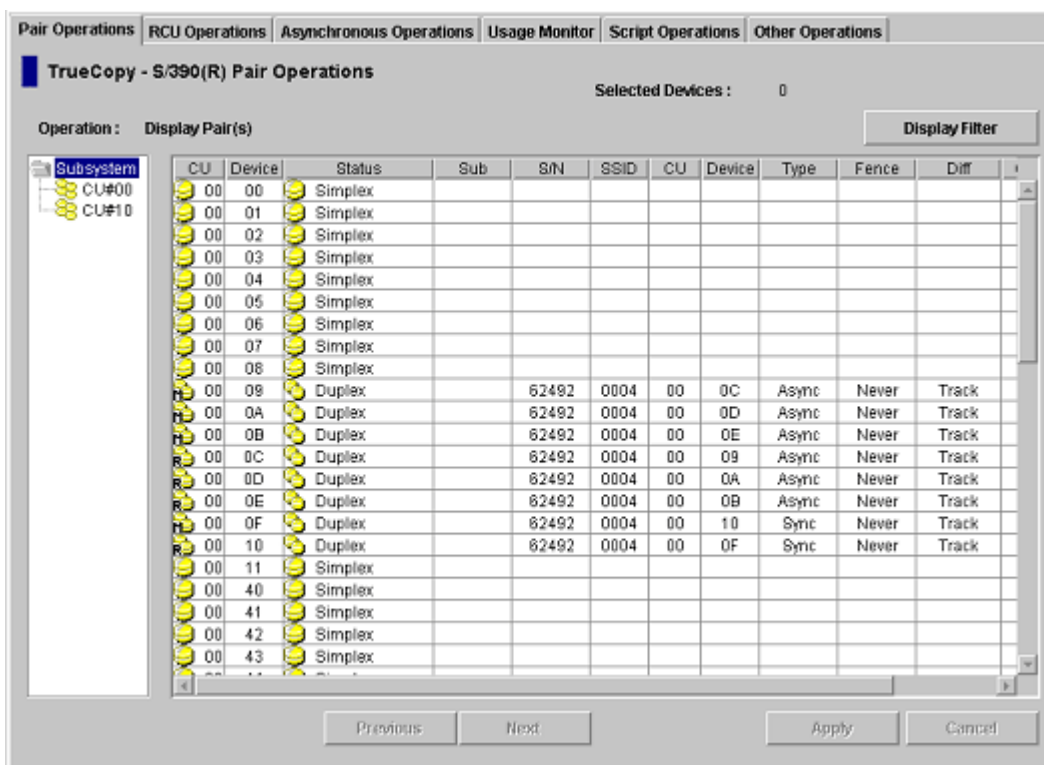 Pair Operations RCU Operations Asynchronous Operations Usage Monitor Script Operations Other Operations
TrueCopy - S/390(R) Pair Operations
Selected Devices : 0
Operation : Display Pair(s) Display Filter
Subsystem
CU#00
CU#10
CU Device Status Sub S/N SSID CU Device Type Fence Diff
00 00 Simplex
00 01 Simplex
00 02 Simplex
00 03 Simplex
00 04 Simplex
00 05 Simplex
00 06 Simplex
00 07 Simplex
00 08 Simplex
M 00 09 Duplex 62492 0004 00 0C Async Never Track
M 00 0A Duplex 62492 0004 00 0D Async Never Track
M 00 0B Duplex 62492 0004 00 0E Async Never Track
R 00 0C Duplex 62492 0004 00 09 Async Never Track
R 00 0D Duplex 62492 0004 00 0A Async Never Track
R 00 0E Duplex 62492 0004 00 0B Async Never Track
M 00 0F Duplex 62492 0004 00 10 Sync Never Track
R 00 10 Duplex 62492 0004 00 0F Sync Never Track
00 11 Simplex
00 40 Simplex
00 41 Simplex
00 42 Simplex
00 43 Simplex
Previous Next Apply Cancel